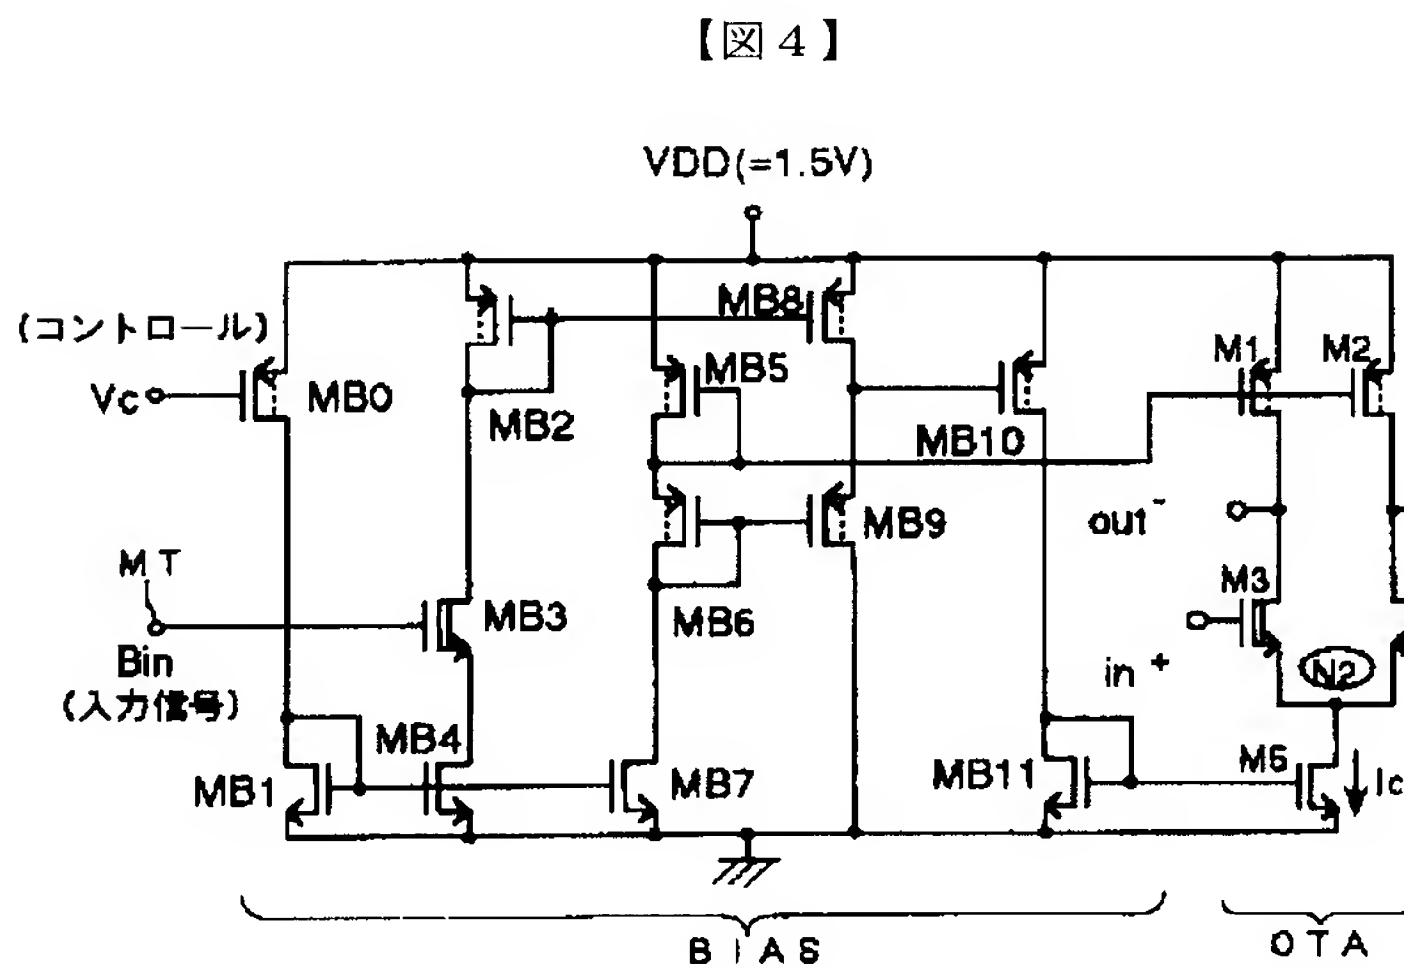 【図4】
VDD(=1.5V)
(コントロール)
Vc
MB0
MB2
MB8
MB5
MB10
M1
M2
MB9
out-
MT
Bin
(入力信号)
MB3
MB6
M3
in+
N2
MB1
MB4
MB7
MB11
M5
Ic
BIAS
OTA